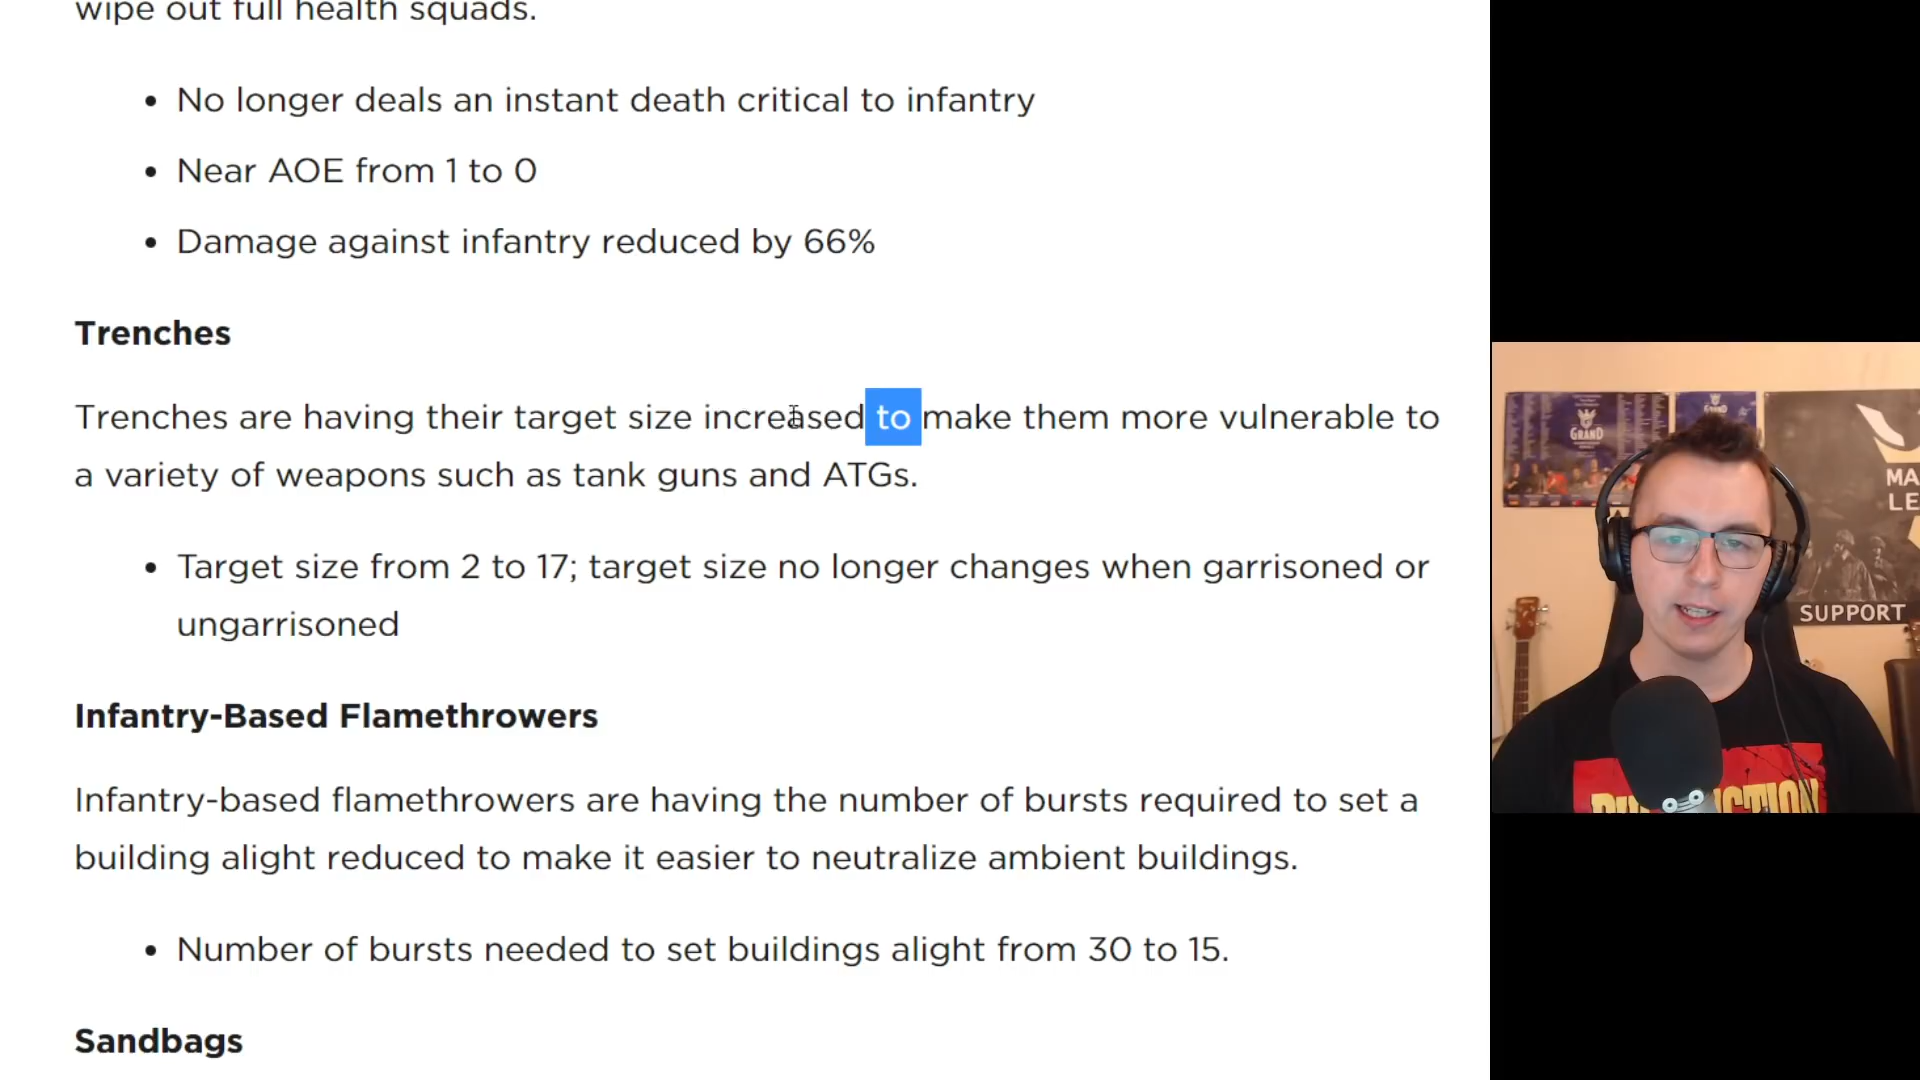 wipe out full health squads.
• No longer deals an instant death critical to infantry
• Near AOE from 1 to 0
• Damage against infantry reduced by 66%
Trenches
Trenches are having their target size increased to make them more vulnerable to
a variety of weapons such as tank guns and ATGs.
• Target size from 2 to 17; target size no longer changes when garrisoned or
ungarrisoned
Infantry-Based Flamethrowers
Infantry-based flamethrowers are having the number of bursts required to set a
building alight reduced to make it easier to neutralize ambient buildings.
• Number of bursts needed to set buildings alight from 30 to 15.
Sandbags
GRAND
MA
LE
SUPPORT